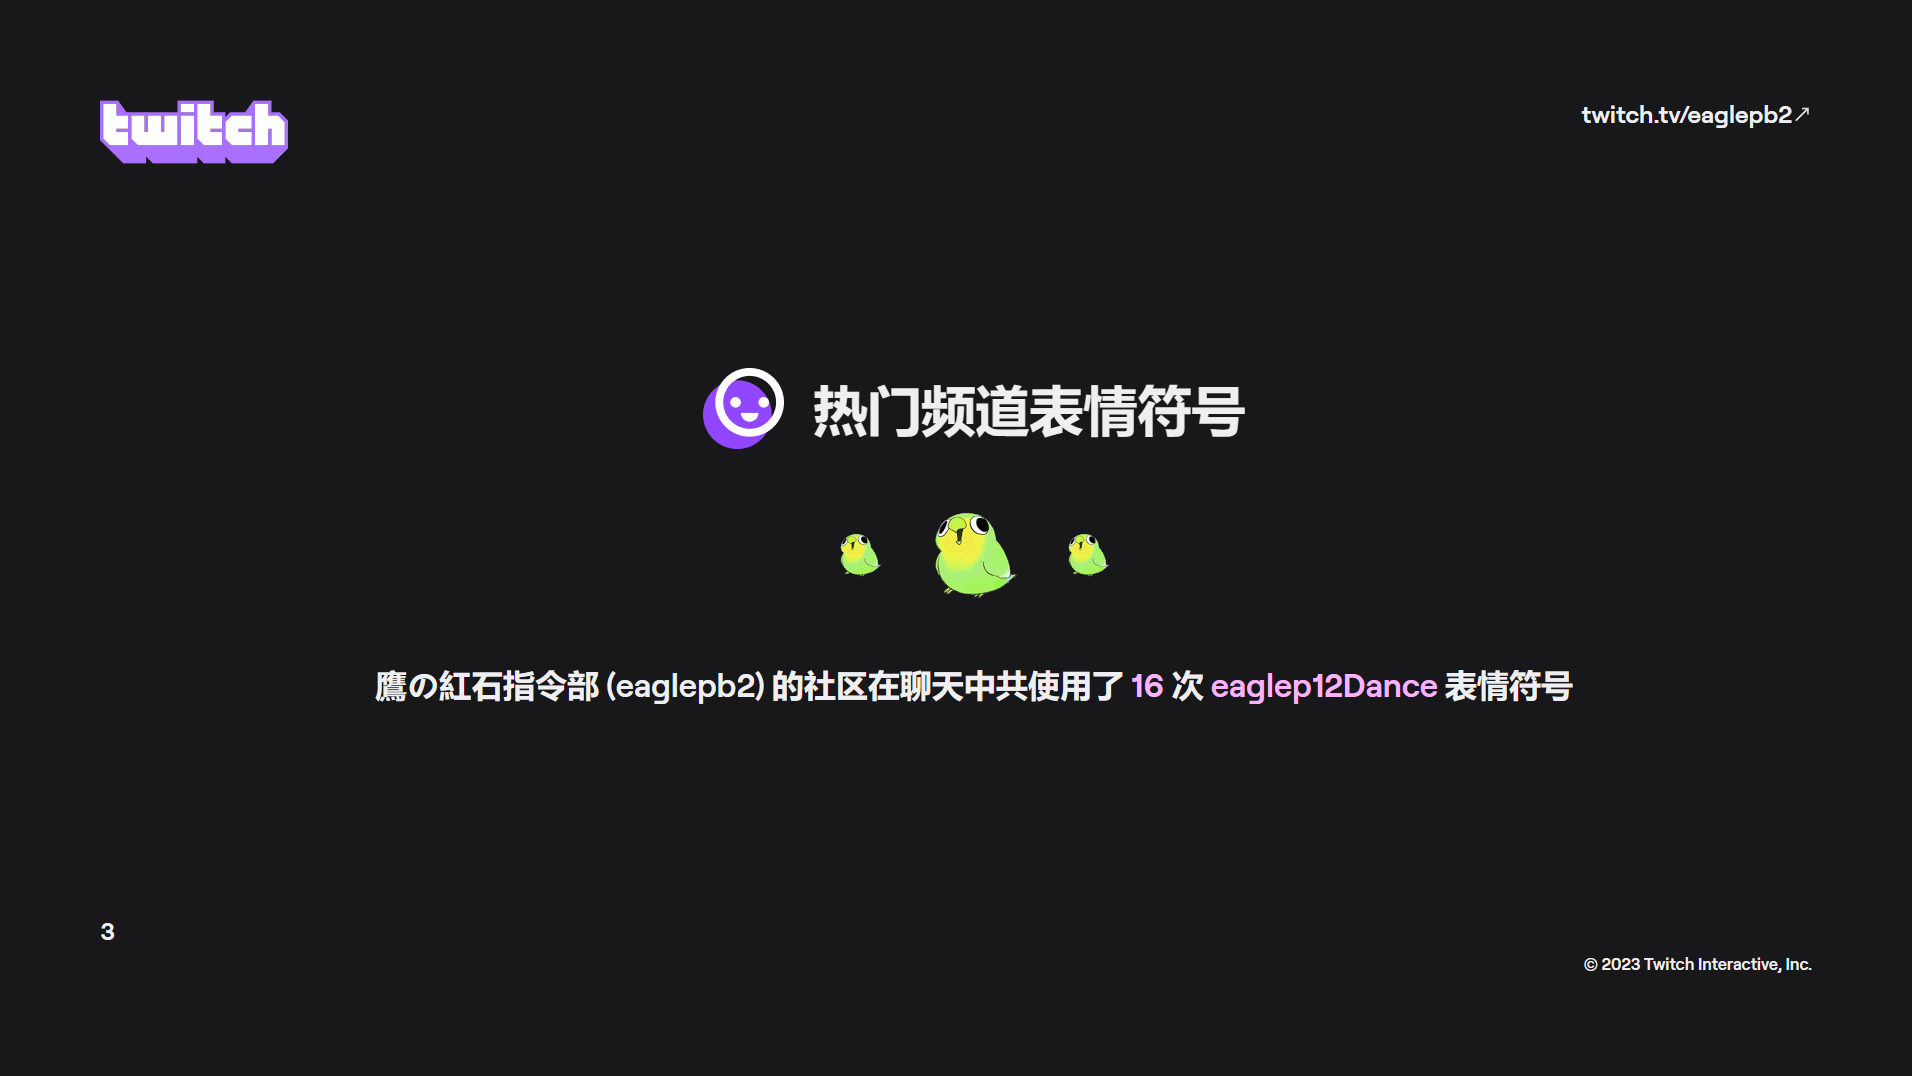 twitch
twitch.tv/eaglepb2↗
热门频道表情符号
鷹の紅石指令部 (eaglepb2) 的社区在聊天中共使用了 16 次 eaglep12Dance 表情符号
3
© 2023 Twitch Interactive, Inc.